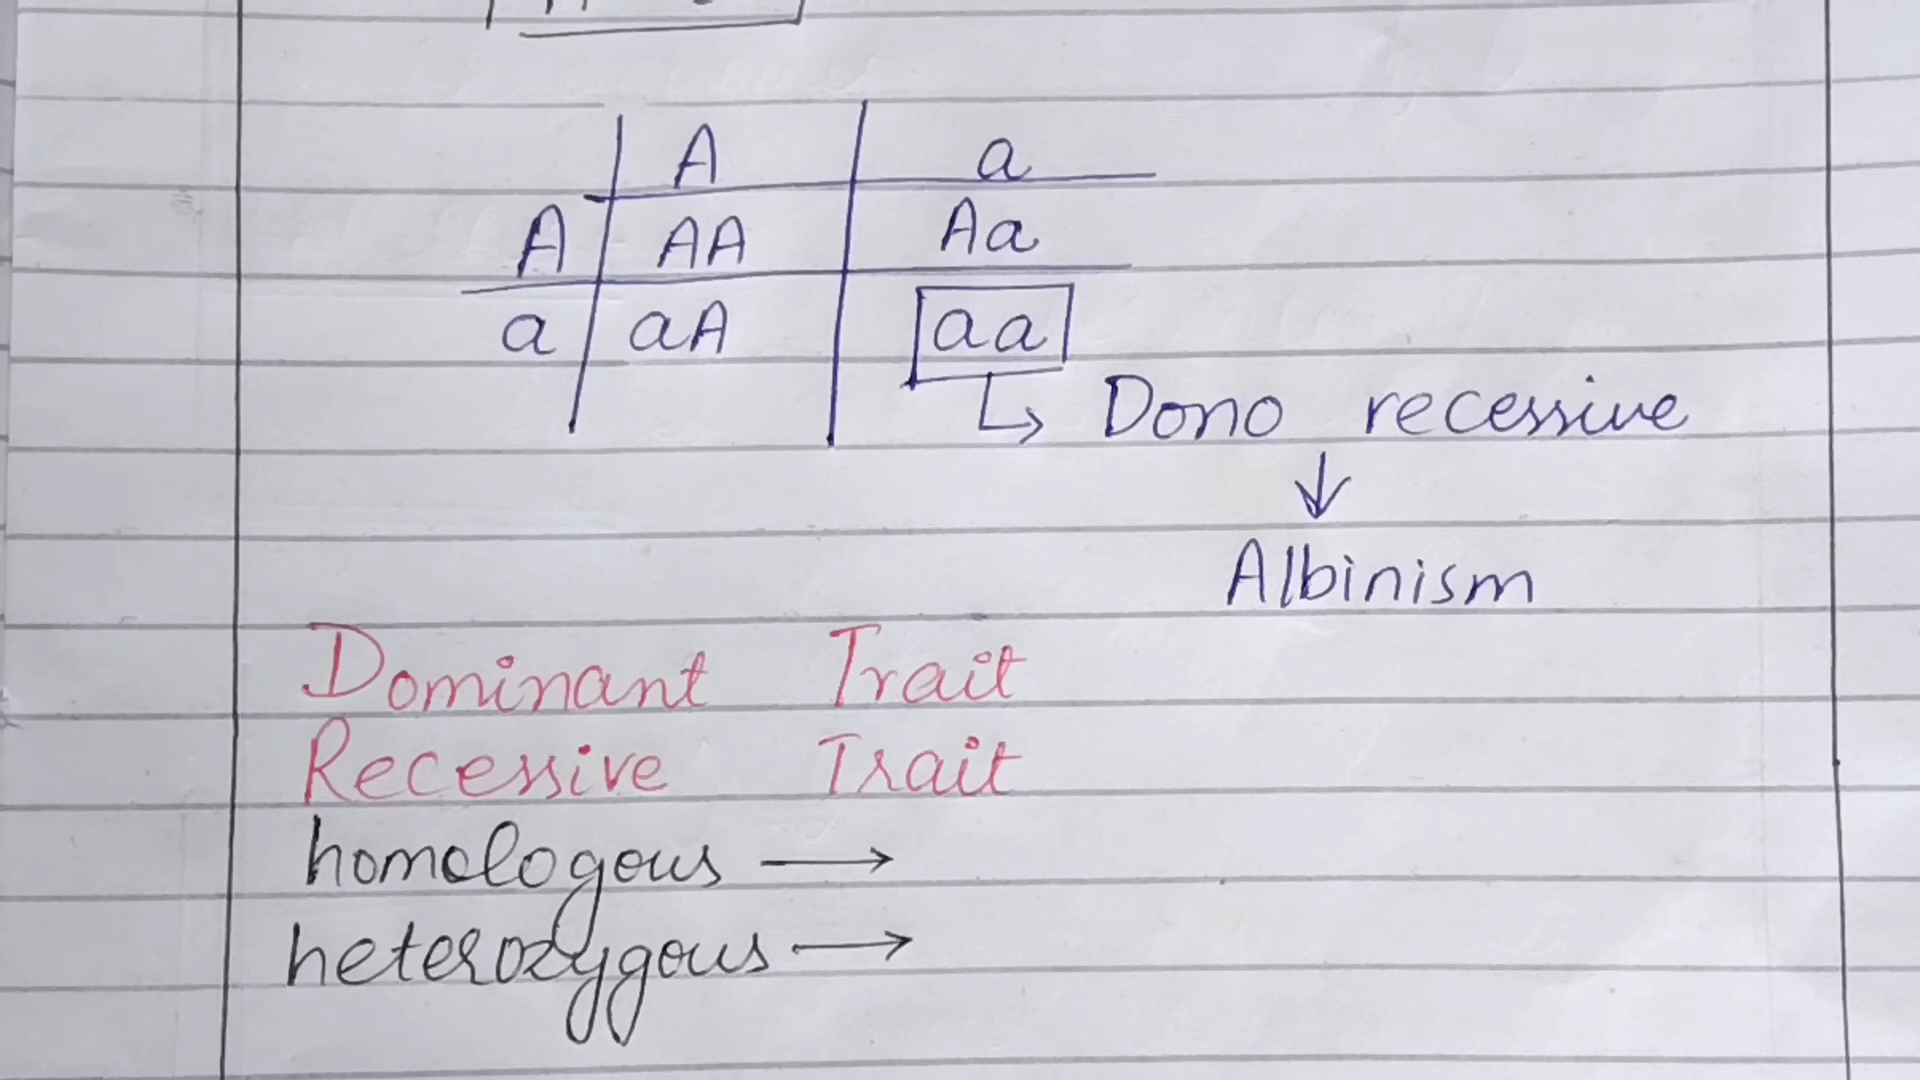 A a
A AA Aa
a aA aa
↳ Dono recessive
↓
Albinism
Dominant Trait
Recessive Trait
homologous →
heterozygous →